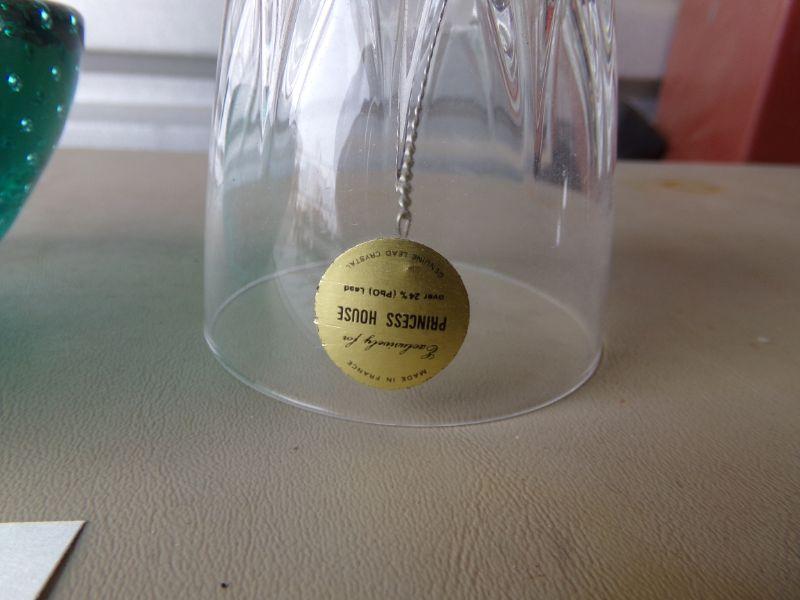 MADE IN FRANCE
Exclusively for
PRINCESS HOUSE
over 24% (PbO) Lead
GENUINE LEAD CRYSTAL